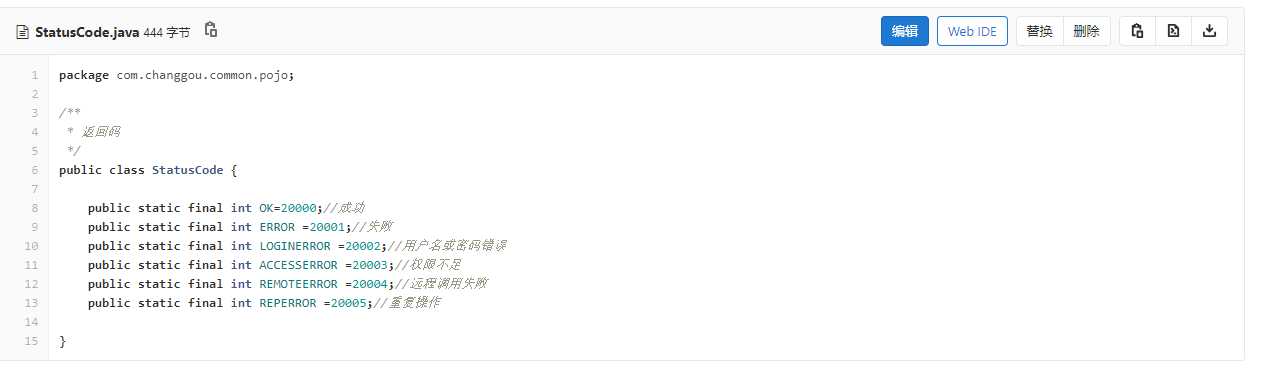 StatusCode.java 444 字节
编辑 Web IDE 替换 删除
1 package com.changgou.common.pojo;
2
3 /**
4 * 返回码
5 */
6 public class StatusCode {
7
8 public static final int OK=20000;//成功
9 public static final int ERROR =20001;//失败
10 public static final int LOGINERROR =20002;//用户名或密码错误
11 public static final int ACCESSERROR =20003;//权限不足
12 public static final int REMOTEERROR =20004;//远程调用失败
13 public static final int REPERROR =20005;//重复操作
14
15 }